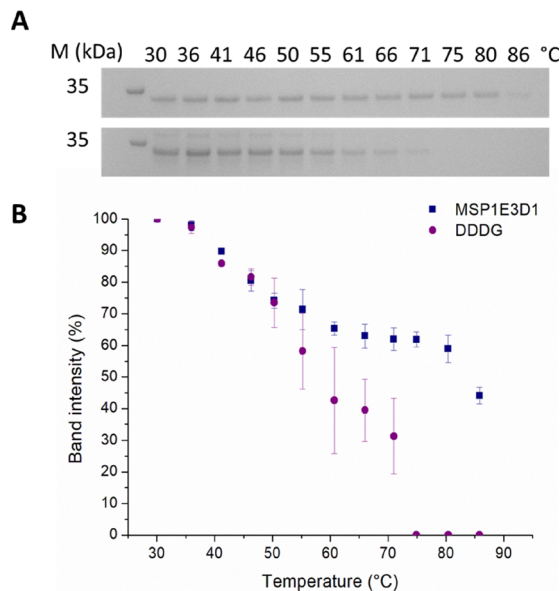 A
M (kDa) 30 36 41 46 50 55 61 66 71 75 80 86 °C
35
35
B
MSP1E3D1
DDDG
100
90
80
70
60
50
40
30
20
10
0
Band intensity (%)
30 40 50 60 70 80 90
Temperature (°C)